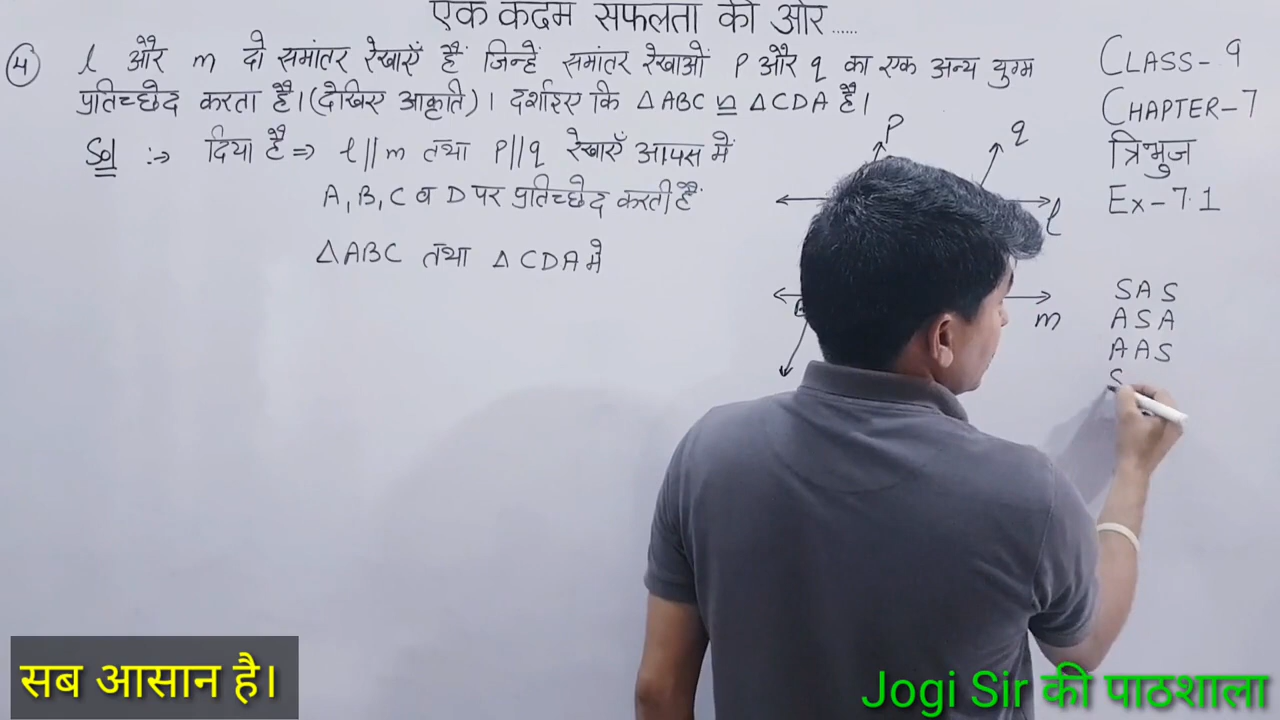 एक कदम सफलता की ओर......
④ l और m दो समांतर रेखाएँ हैं जिन्हें समांतर रेखाओं p और q का एक अन्य युग्म
प्रतिच्छेद करता है। (देखिए आकृति)। दर्शाइए कि △ABC ≌ △CDA है।
Sol :→ दिया है ⇒ l || m तथा p || q रेखाएँ आपस में
A, B, C व D पर प्रतिच्छेद करती हैं
△ABC तथा △CDA में
p
q
l
B
m
CLASS-9
CHAPTER-7
त्रिभुज
Ex-7.1
SAS
ASA
AAS
S
सब आसान है।
Jogi Sir की पाठशाला